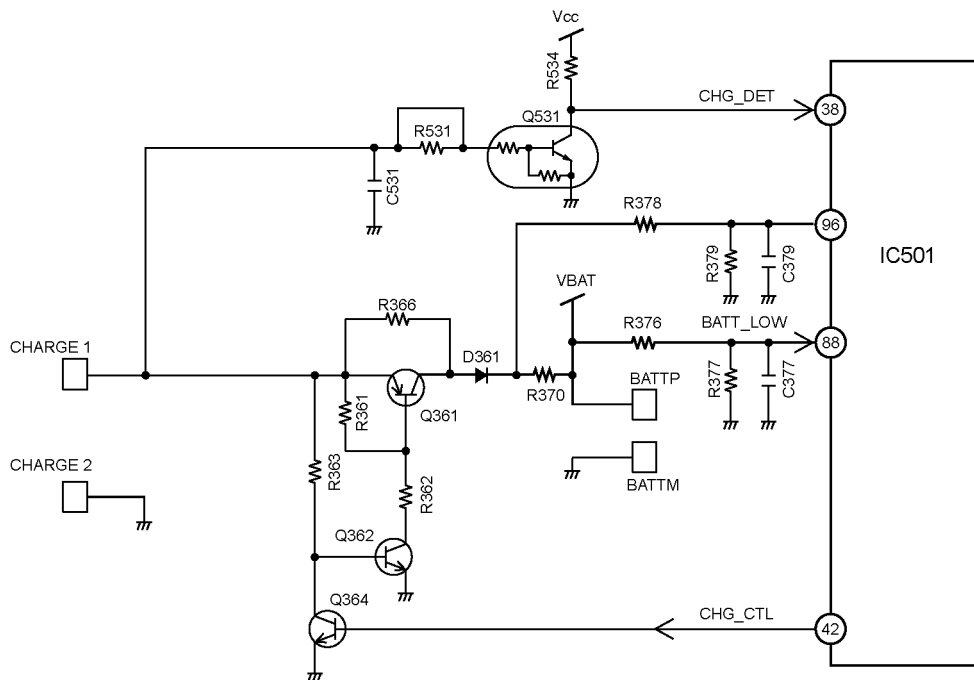 Vcc
R534
CHG_DET
38
Q531
R531
C531
R378
96
R379
C379
IC501
VBAT
R366
R376
BATT_LOW
88
CHARGE 1
D361
R370
R377
C377
BATTP
R361
Q361
CHARGE 2
R363
R362
BATTM
Q362
Q364
CHG_CTL
42